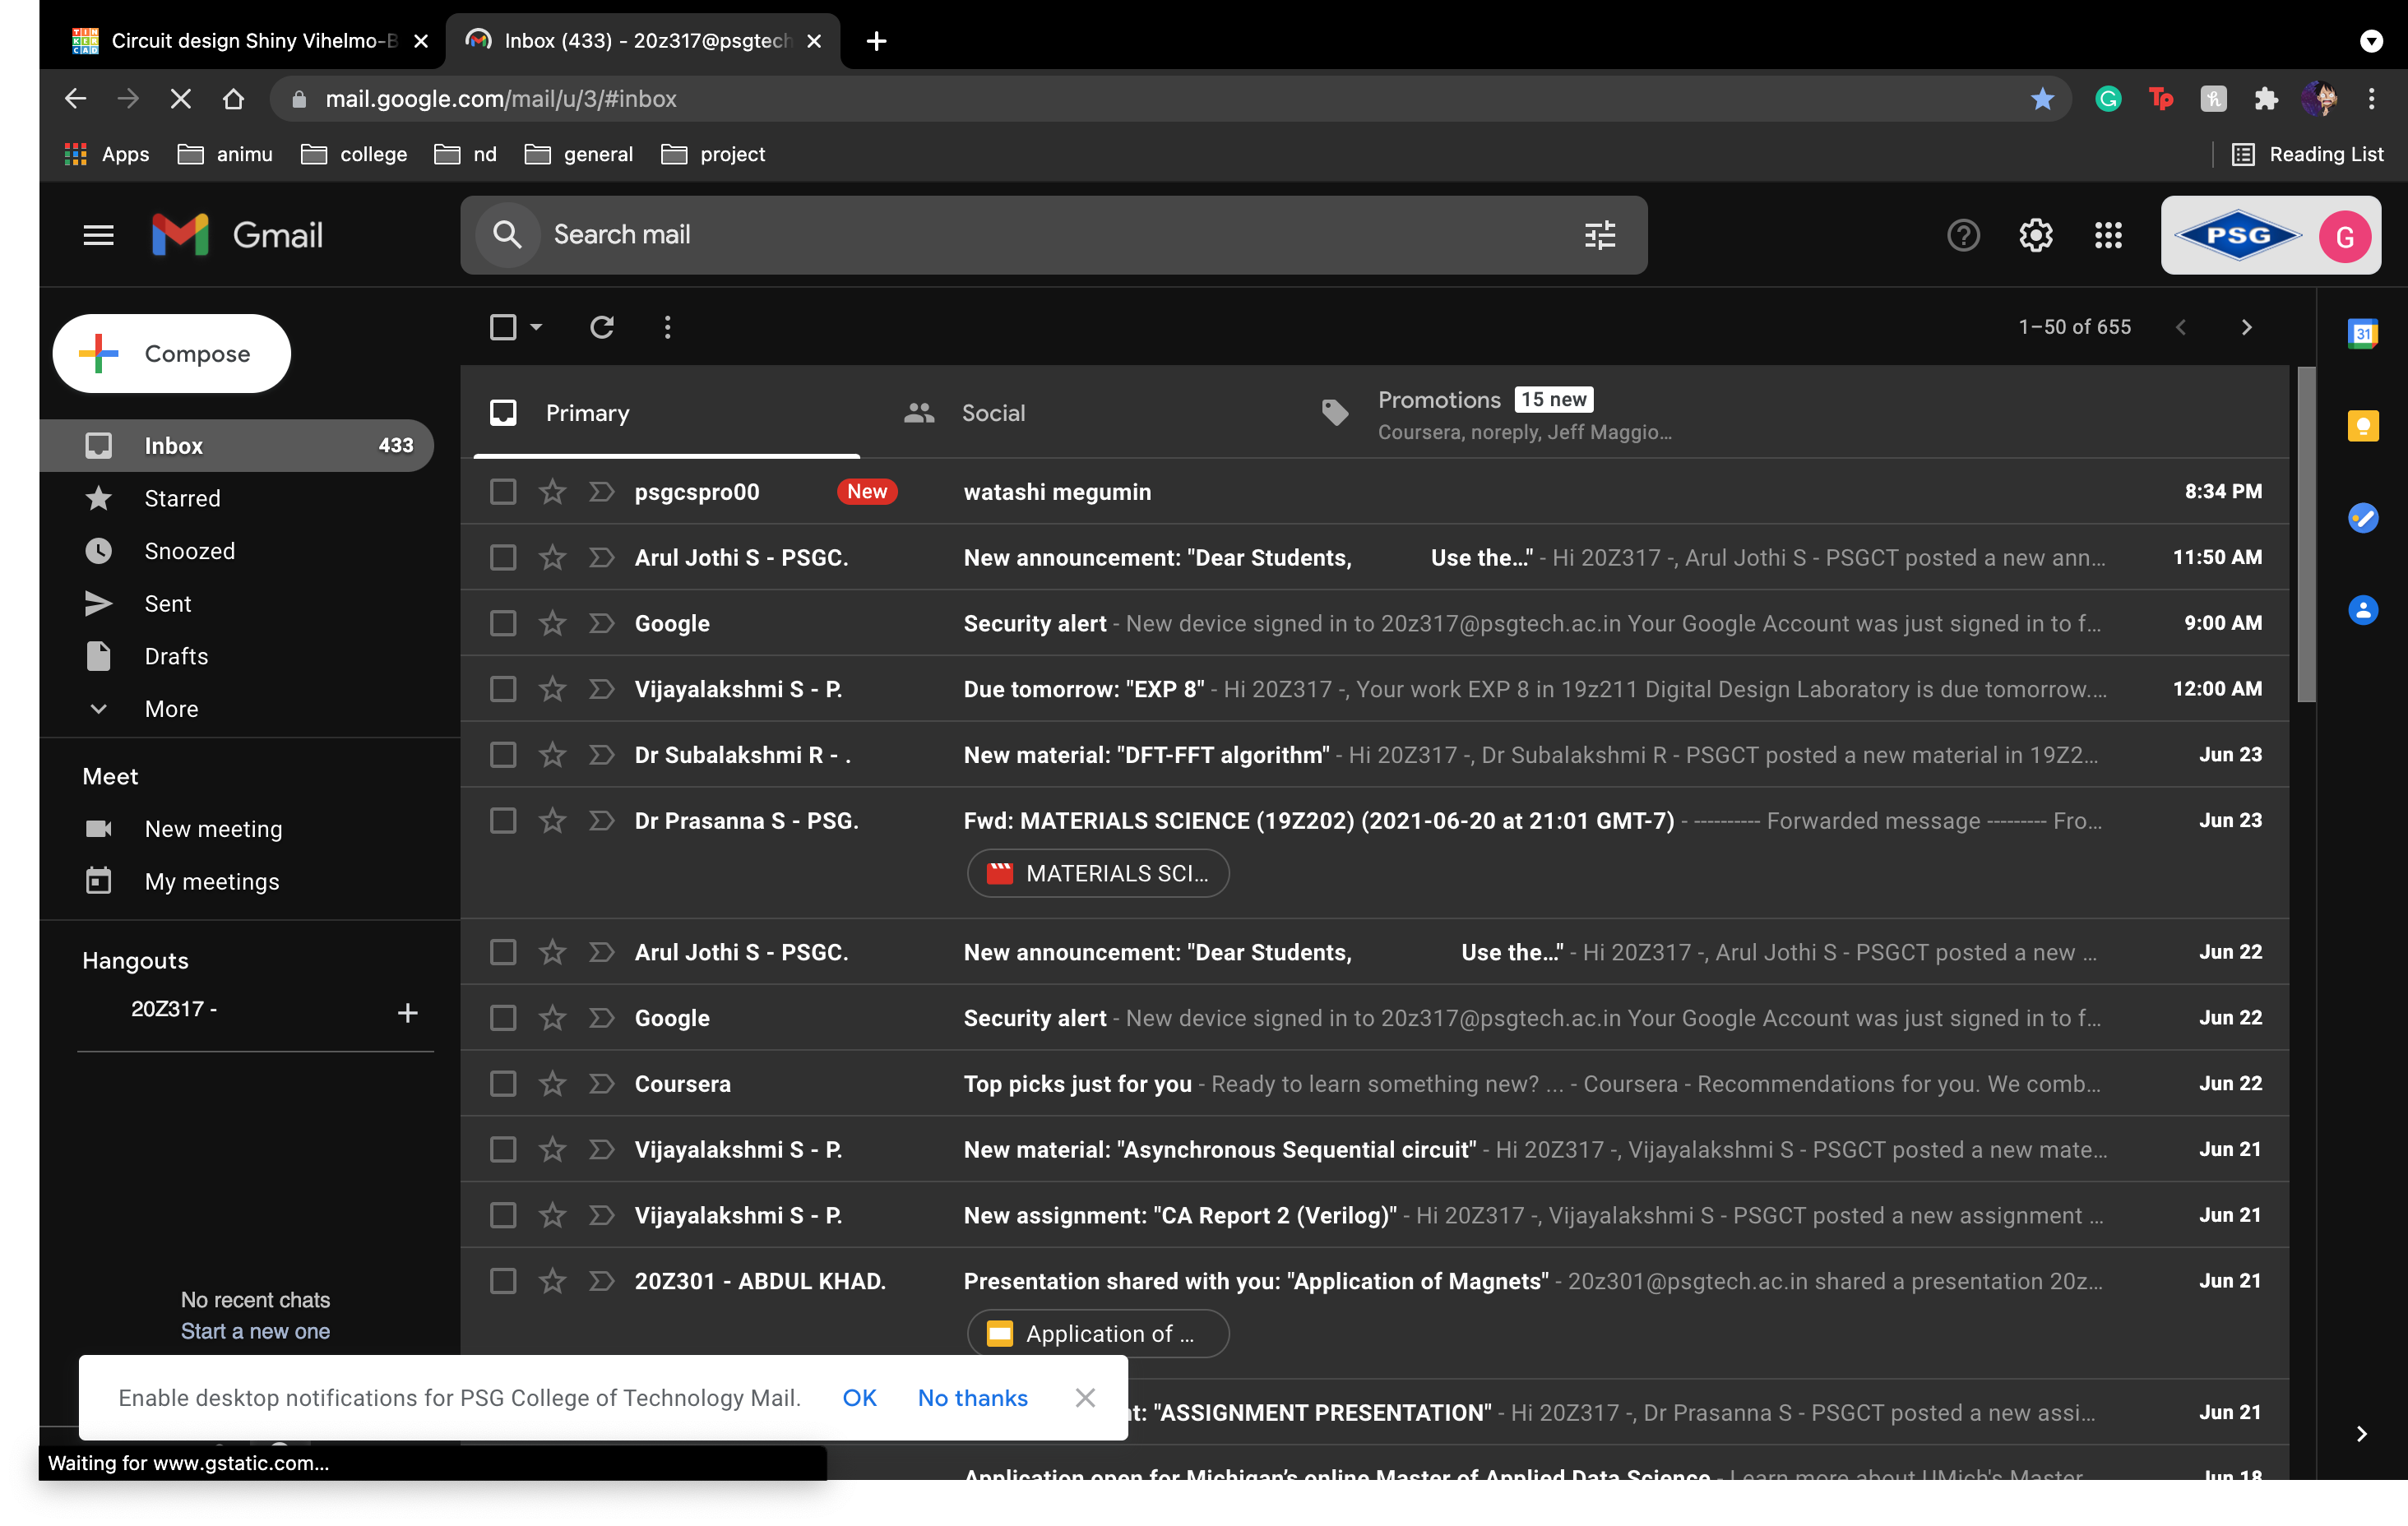 Circuit design Shiny Vihelmo-B
Inbox (433) - 20z317@psgtech
mail.google.com/mail/u/3/#inbox
Apps animu college nd general project Reading List
Gmail
Search mail
PSG G
Compose
1–50 of 655
31
Primary
Social
Promotions 15 new
Coursera, noreply, Jeff Maggio...
Inbox 433
Starred
Snoozed
Sent
Drafts
More
Meet
New meeting
My meetings
Hangouts
20Z317 -
No recent chats
Start a new one
psgcspro00 New watashi megumin 8:34 PM
Arul Jothi S - PSGC. New announcement: "Dear Students, Use the…" - Hi 20Z317 -, Arul Jothi S - PSGCT posted a new ann... 11:50 AM
Google Security alert - New device signed in to 20z317@psgtech.ac.in Your Google Account was just signed in to f... 9:00 AM
Vijayalakshmi S - P. Due tomorrow: "EXP 8" - Hi 20Z317 -, Your work EXP 8 in 19z211 Digital Design Laboratory is due tomorrow.... 12:00 AM
Dr Subalakshmi R - . New material: "DFT-FFT algorithm" - Hi 20Z317 -, Dr Subalakshmi R - PSGCT posted a new material in 19Z2... Jun 23
Dr Prasanna S - PSG. Fwd: MATERIALS SCIENCE (19Z202) (2021-06-20 at 21:01 GMT-7) - ---------- Forwarded message --------- Fro... Jun 23
MATERIALS SCI...
Arul Jothi S - PSGC. New announcement: "Dear Students, Use the…" - Hi 20Z317 -, Arul Jothi S - PSGCT posted a new ... Jun 22
Google Security alert - New device signed in to 20z317@psgtech.ac.in Your Google Account was just signed in to f... Jun 22
Coursera Top picks just for you - Ready to learn something new? ... - Coursera - Recommendations for you. We comb... Jun 22
Vijayalakshmi S - P. New material: "Asynchronous Sequential circuit" - Hi 20Z317 -, Vijayalakshmi S - PSGCT posted a new mate... Jun 21
Vijayalakshmi S - P. New assignment: "CA Report 2 (Verilog)" - Hi 20Z317 -, Vijayalakshmi S - PSGCT posted a new assignment ... Jun 21
20Z301 - ABDUL KHAD. Presentation shared with you: "Application of Magnets" - 20z301@psgtech.ac.in shared a presentation 20z... Jun 21
Application of ...
nt: "ASSIGNMENT PRESENTATION" - Hi 20Z317 -, Dr Prasanna S - PSGCT posted a new assi... Jun 21
Application open for Michigan's online Master of Applied Data Science - Learn more about UMich's Master Jun 18
Enable desktop notifications for PSG College of Technology Mail. OK No thanks
Waiting for www.gstatic.com...